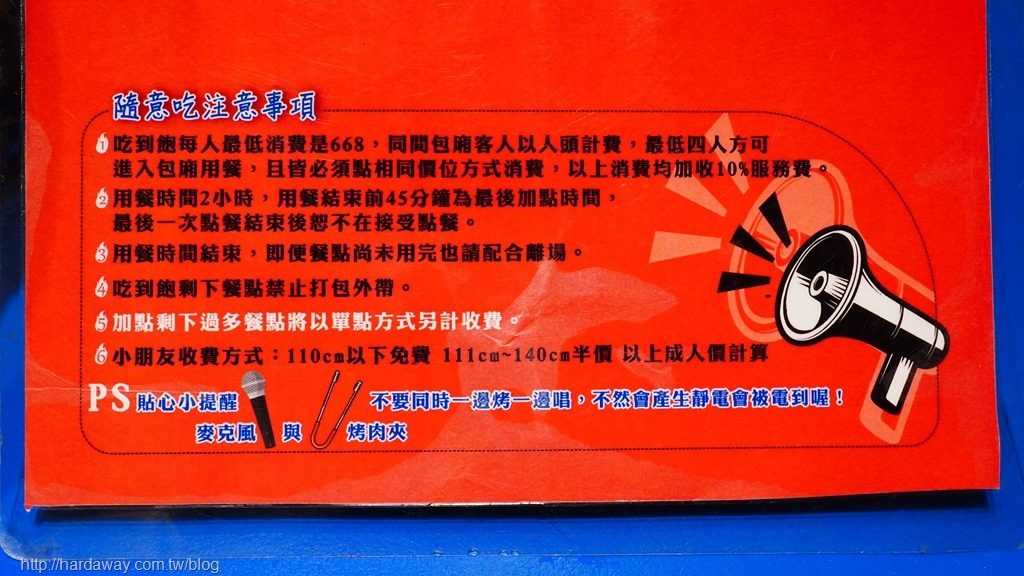 隨意吃注意事項
1 吃到飽每人最低消費是668，同間包廂客人以人頭計費，最低四人方可
進入包廂用餐，且皆必須點相同價位方式消費，以上消費均加收10%服務費。
2 用餐時間2小時，用餐結束前45分鐘為最後加點時間，
最後一次點餐結束後恕不在接受點餐。
3 用餐時間結束，即便餐點尚未用完也請配合離場。
4 吃到飽剩下餐點禁止打包外帶。
5 加點剩下過多餐點將以單點方式另計收費。
6 小朋友收費方式：110cm以下免費 111cm~140cm半價 以上成人價計算
PS 貼心小提醒 不要同時一邊烤一邊唱，不然會產生靜電會被電到喔！
麥克風 與 烤肉夾
http://hardaway.com.tw/blog